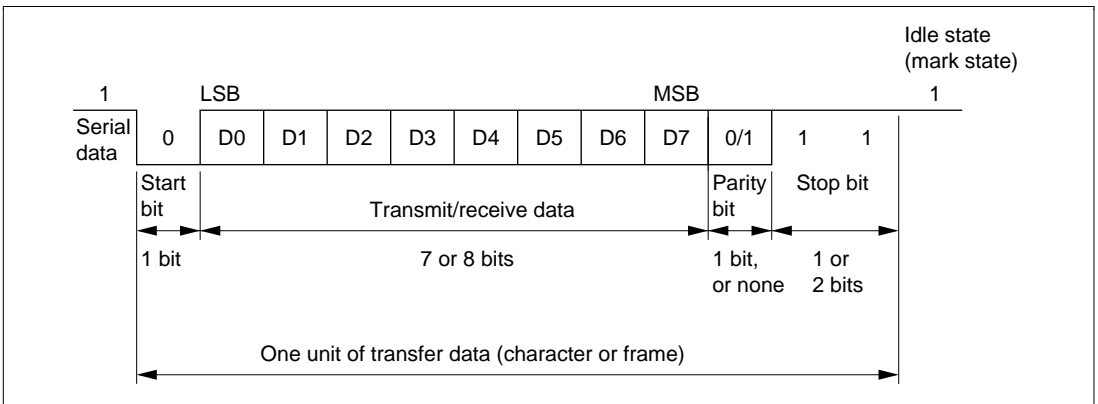 Idle state
(mark state)
1 LSB MSB 1
Serial
data
0 D0 D1 D2 D3 D4 D5 D6 D7 0/1 1 1
Start
bit
Transmit/receive data
Parity
bit
Stop bit
1 bit
7 or 8 bits
1 bit,
or none
1 or
2 bits
One unit of transfer data (character or frame)